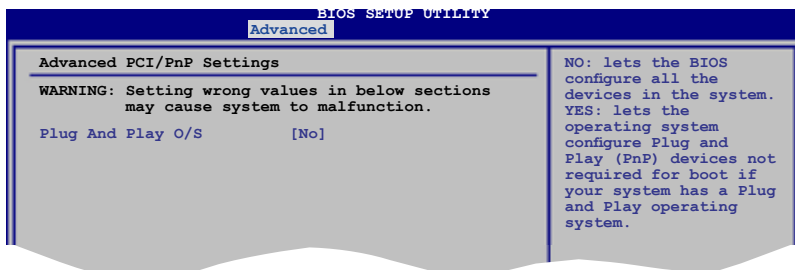 BIOS SETUP UTILITY
Advanced
Advanced PCI/PnP Settings
WARNING: Setting wrong values in below sections
may cause system to malfunction.
Plug And Play O/S [No]
NO: lets the BIOS
configure all the
devices in the system.
YES: lets the
operating system
configure Plug and
Play (PnP) devices not
required for boot if
your system has a Plug
and Play operating
system.